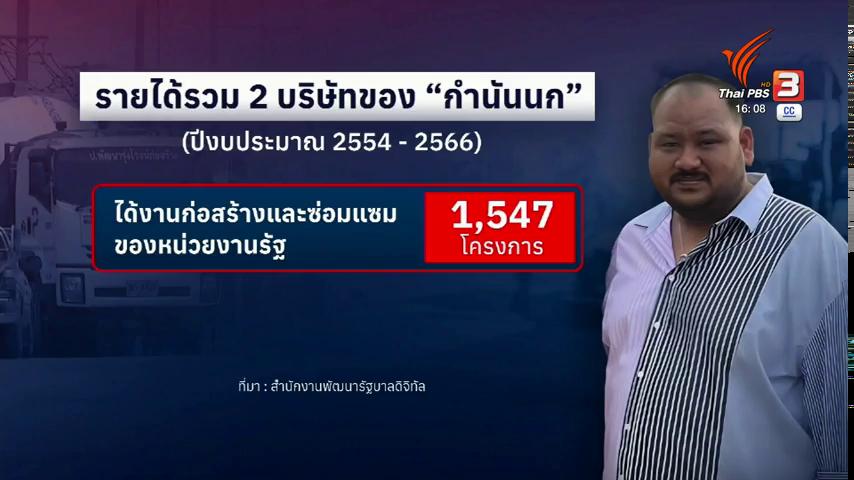 รายได้รวม 2 บริษัทของ “กำนันนก”
(ปีงบประมาณ 2554 - 2566)
ได้งานก่อสร้างและซ่อมแซม
ของหน่วยงานรัฐ
1,547
โครงการ
ที่มา : สำนักงานพัฒนารัฐบาลดิจิทัล
Thai PBS HD 3
16:08
CC